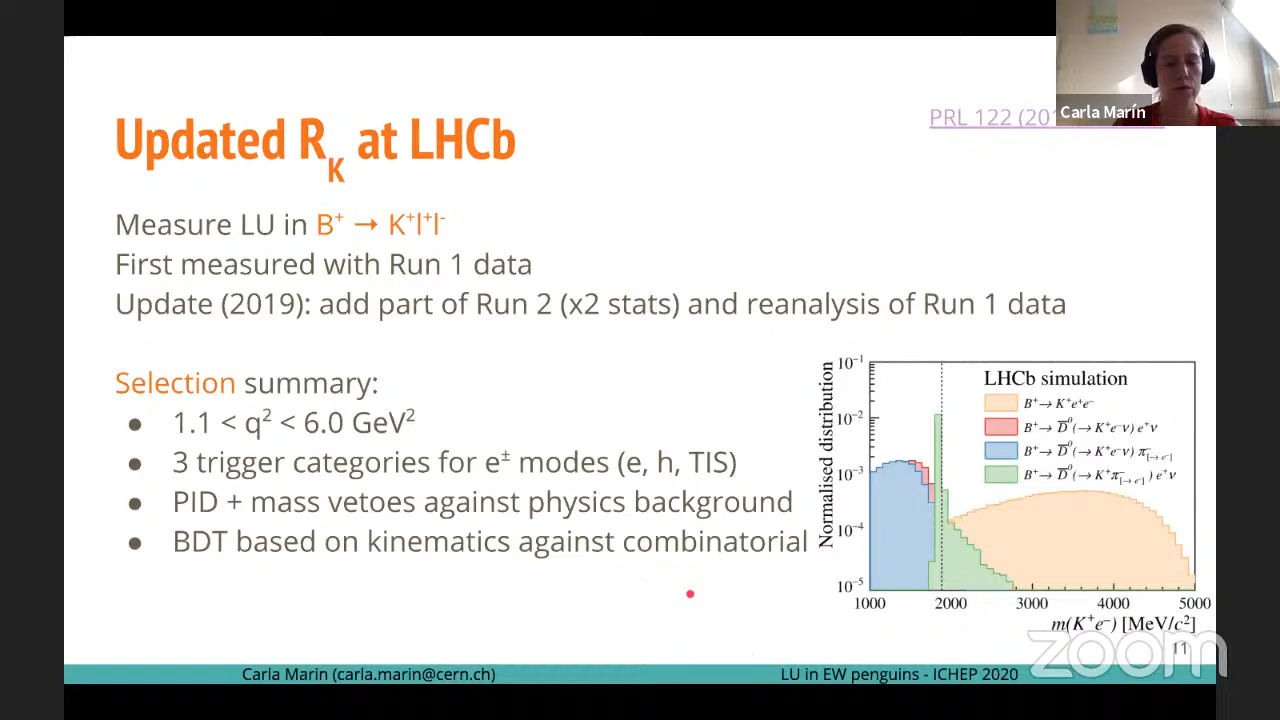 Carla Marín
PRL 122 (20
Updated R_K at LHCb
Measure LU in B⁺ → K⁺l⁺l⁻
First measured with Run 1 data
Update (2019): add part of Run 2 (x2 stats) and reanalysis of Run 1 data
Selection summary:
● 1.1 < q² < 6.0 GeV²
● 3 trigger categories for e± modes (e, h, TIS)
● PID + mass vetoes against physics background
● BDT based on kinematics against combinatorial
Normalised distribution
10⁻¹
10⁻²
10⁻³
10⁻⁴
10⁻⁵
LHCb simulation
B⁺→ K⁺e⁺e⁻
B⁺→ D̅⁰(→ K⁺e⁻ν) e⁺ν
B⁺→ D̅⁰(→ K⁺e⁻ν) π⁻[→ e⁻]
B⁺→ D̅⁰(→ K⁺π⁻[→ e⁻]) e⁺ν
1000 2000 3000 4000 5000
m(K⁺e⁻) [MeV/c²]
zoom
11
Carla Marin (carla.marin@cern.ch) LU in EW penguins - ICHEP 2020